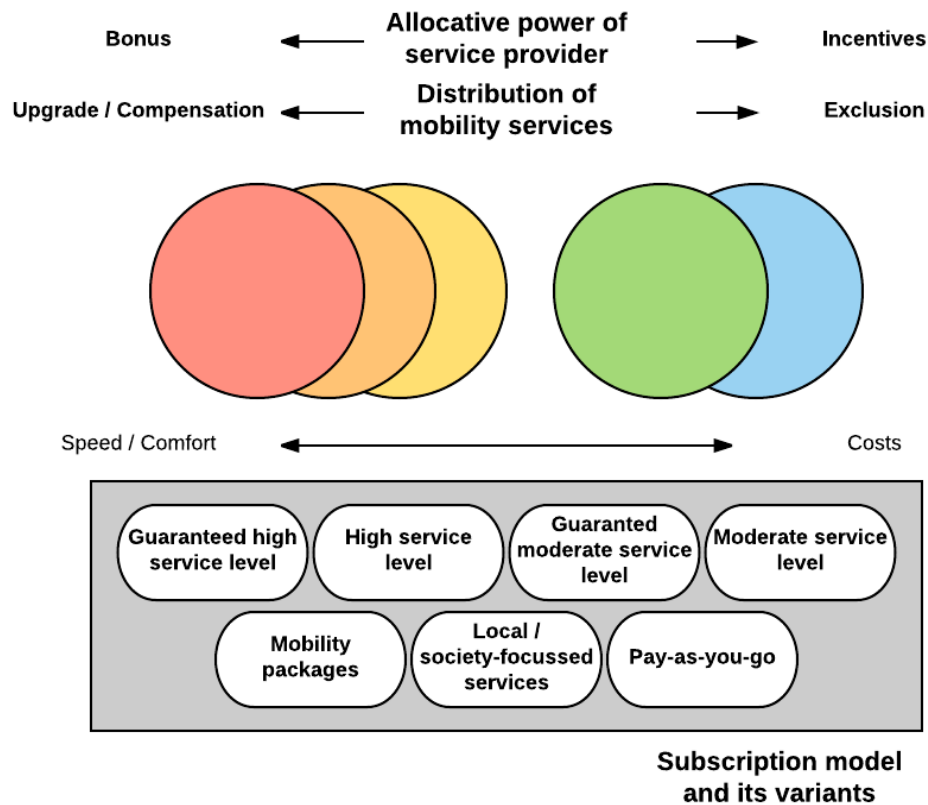 Bonus
Allocative power of
service provider
Incentives
Upgrade / Compensation
Distribution of
mobility services
Exclusion
Speed / Comfort
Costs
Guaranteed high
service level
High service
level
Guaranted
moderate service
level
Moderate service
level
Mobility
packages
Local /
society-focussed
services
Pay-as-you-go
Subscription model
and its variants